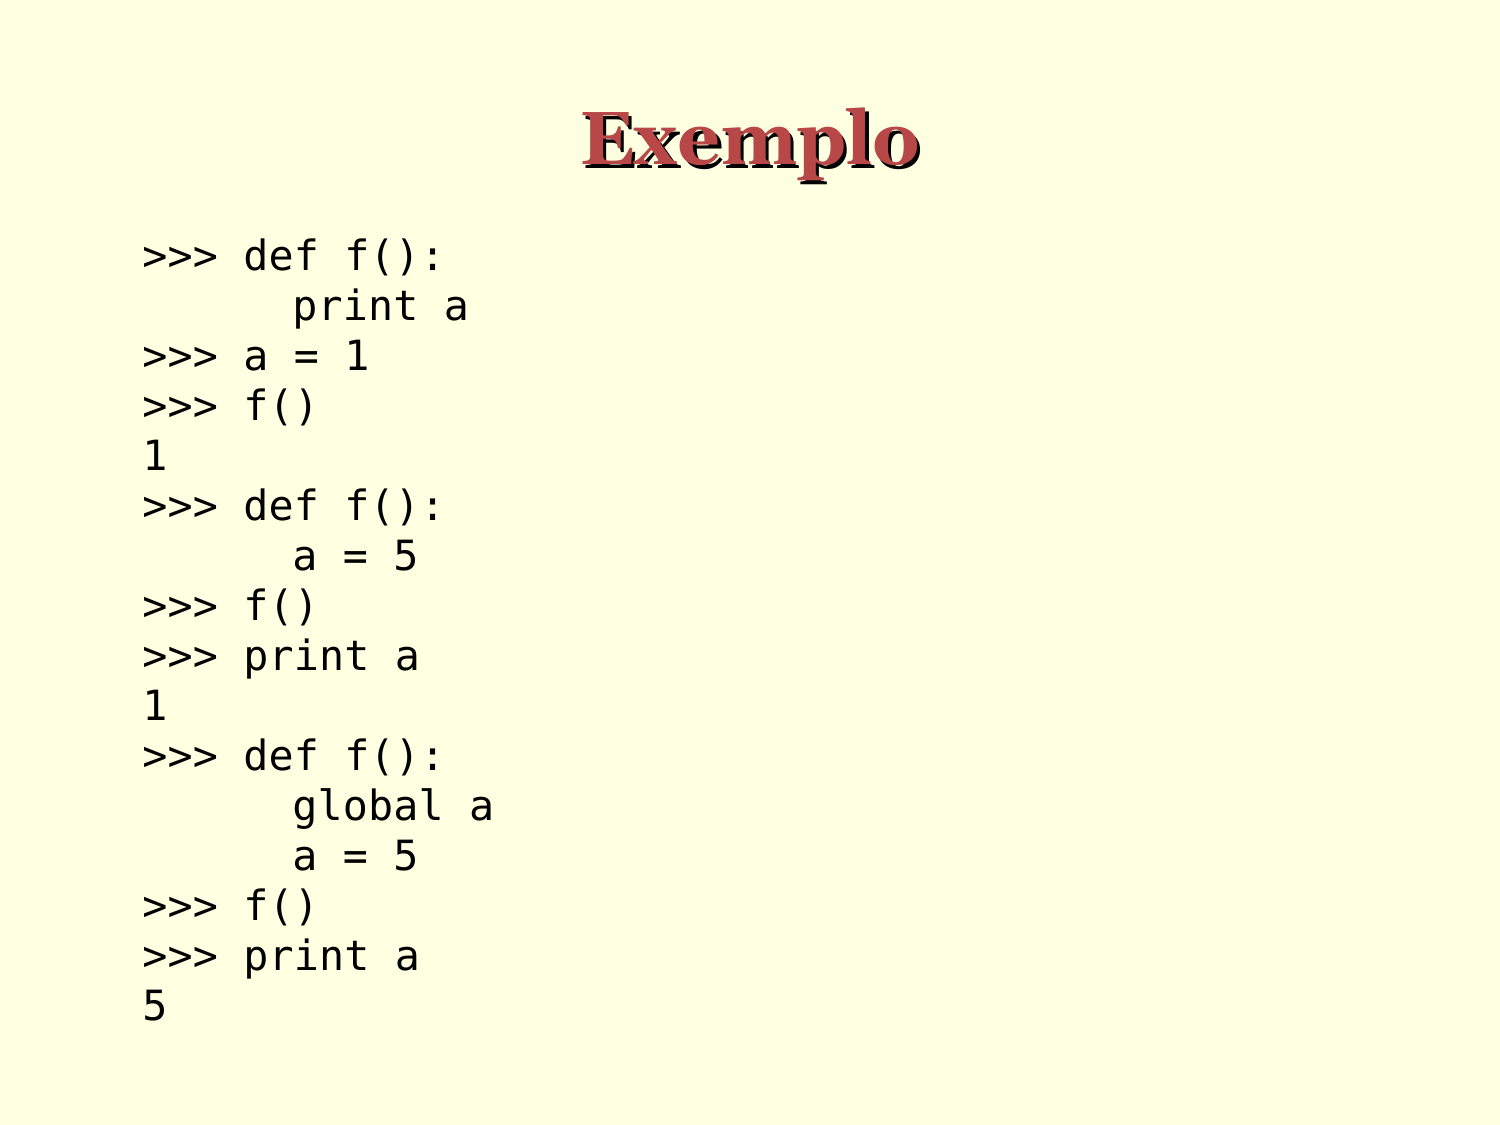 Exemplo
>>> def f():
      print a
>>> a = 1
>>> f()
1
>>> def f():
      a = 5
>>> f()
>>> print a
1
>>> def f():
      global a
      a = 5
>>> f()
>>> print a
5